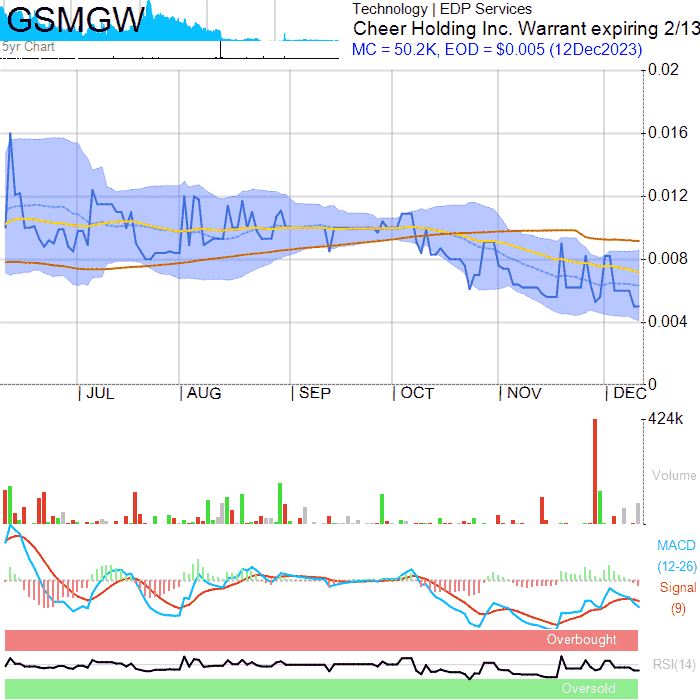 GSMGW
5yr Chart
Technology | EDP Services
Cheer Holding Inc. Warrant expiring 2/13
MC = 50.2K, EOD = $0.005 (12Dec2023)
0.02
0.016
0.012
0.008
0.004
0
| JUL | AUG | SEP | OCT | NOV | DEC
424k
Volume
MACD
(12-26)
Signal
(9)
Overbought
RSI(14)
Oversold